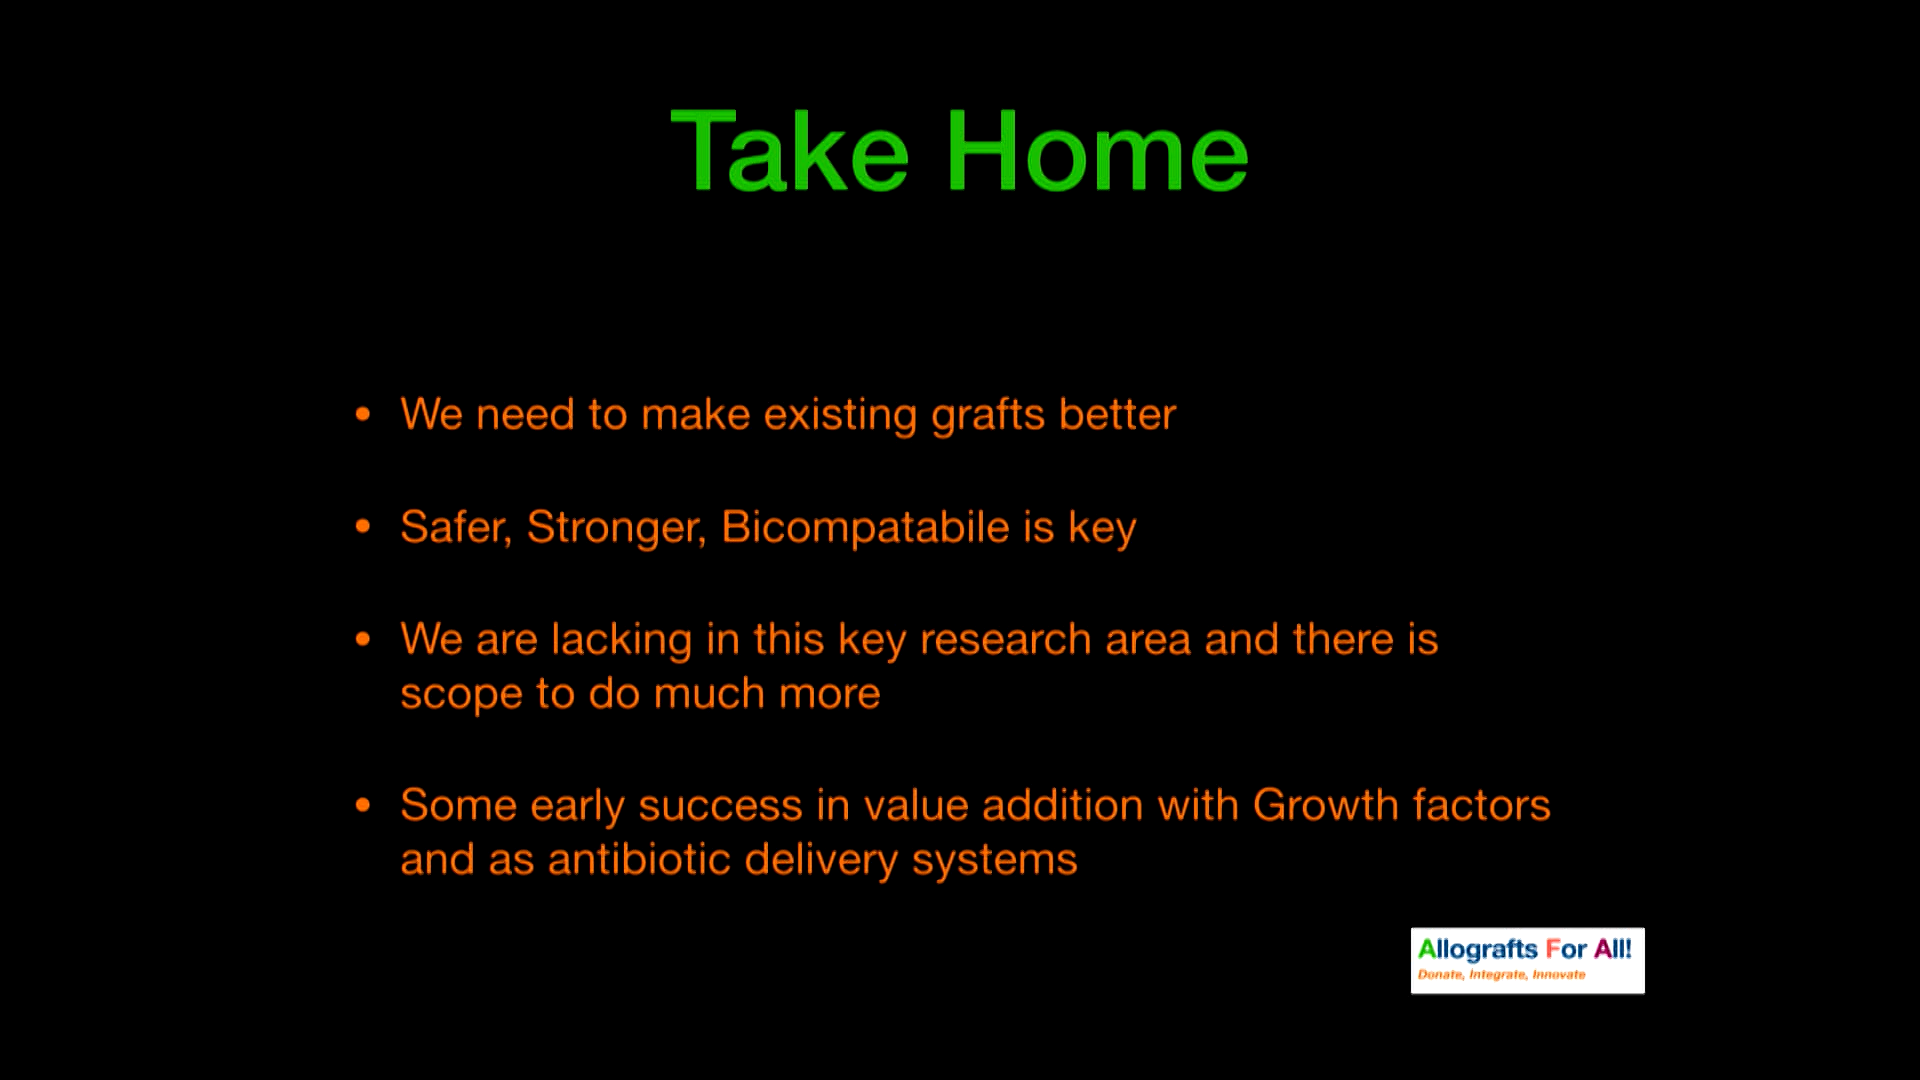 Take Home
• We need to make existing grafts better
• Safer, Stronger, Bicompatabile is key
• We are lacking in this key research area and there is
scope to do much more
• Some early success in value addition with Growth factors
and as antibiotic delivery systems
Allografts For All!
Donate, Integrate, Innovate